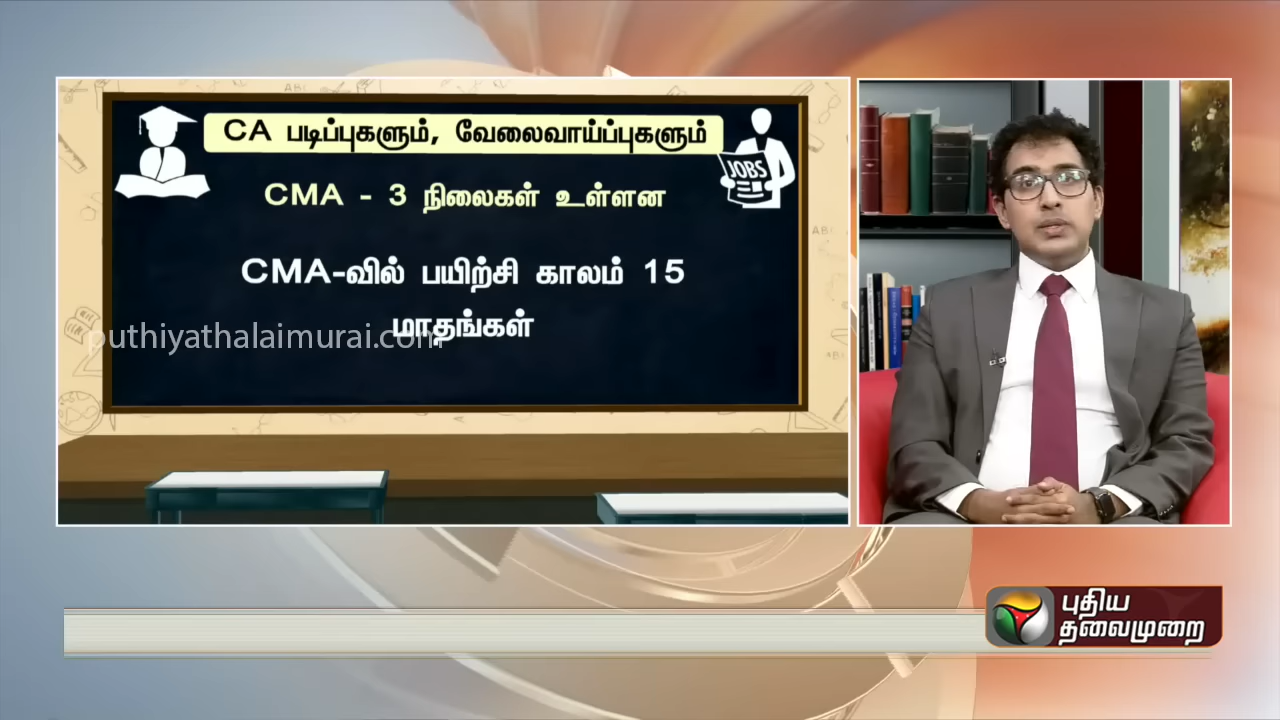 CA படிப்புகளும், வேலைவாய்ப்புகளும்
JOBS
CMA - 3 நிலைகள் உள்ளன
CMA-வில் பயிற்சி காலம் 15
மாதங்கள்
puthiyathalaimurai.com
புதிய
தலைமுறை